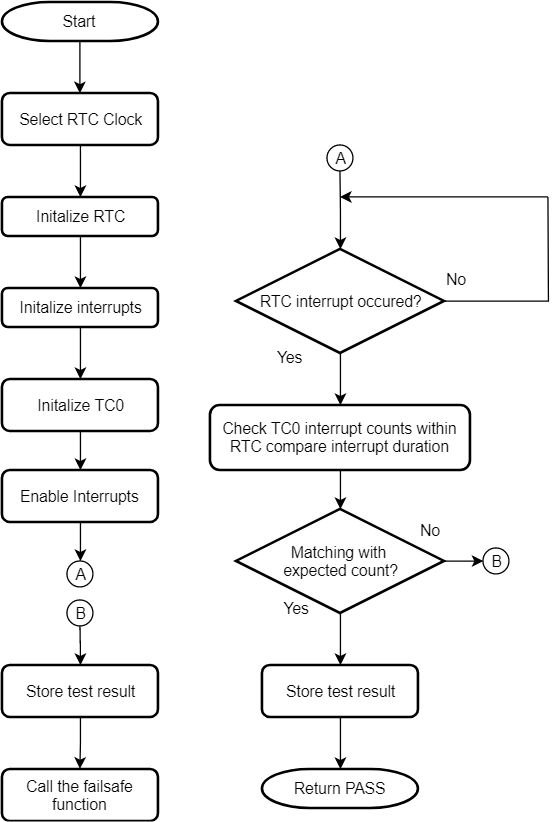 Start
Select RTC Clock
Initalize RTC
Initalize interrupts
Initalize TC0
Enable Interrupts
A
B
Store test result
Call the failsafe
function
A
RTC interrupt occured?
No
Yes
Check TC0 interrupt counts within
RTC compare interrupt duration
Matching with
expected count?
No
B
Yes
Store test result
Return PASS